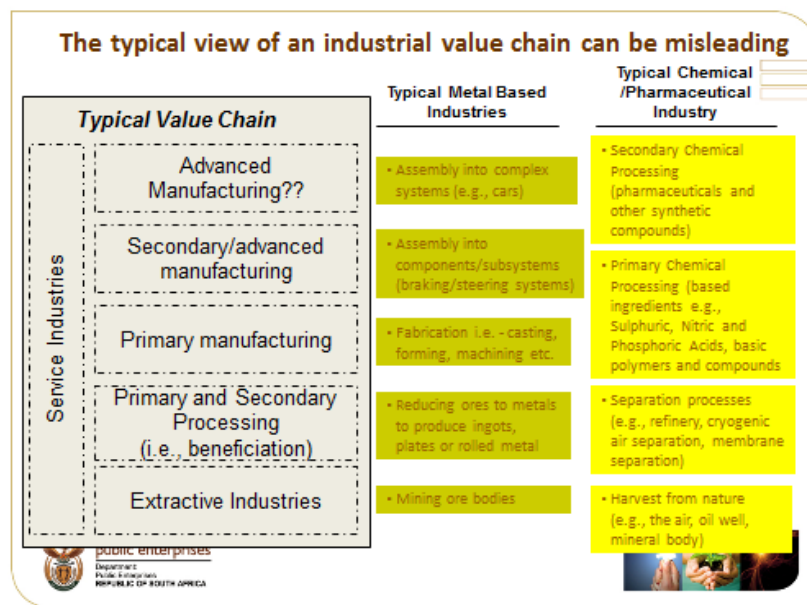 The typical view of an industrial value chain can be misleading
Typical Value Chain
Service Industries
Advanced
Manufacturing??
Secondary/advanced
manufacturing
Primary manufacturing
Primary and Secondary
Processing
(i.e., beneficiation)
Extractive Industries
Typical Metal Based
Industries
• Assembly into complex
systems (e.g., cars)
• Assembly into
components/subsystems
(braking/steering systems)
• Fabrication i.e. - casting,
forming, machining etc.
• Reducing ores to metals
to produce ingots,
plates or rolled metal
• Mining ore bodies
Typical Chemical
/Pharmaceutical
Industry
• Secondary Chemical
Processing
(pharmaceuticals and
other synthetic
compounds)
• Primary Chemical
Processing (based
ingredients e.g.,
Sulphuric, Nitric and
Phosphoric Acids, basic
polymers and compounds
• Separation processes
(e.g., refinery, cryogenic
air separation, membrane
separation)
• Harvest from nature
(e.g., the air, oil well,
mineral body)
public enterprises
Department:
Public Enterprises
REPUBLIC OF SOUTH AFRICA